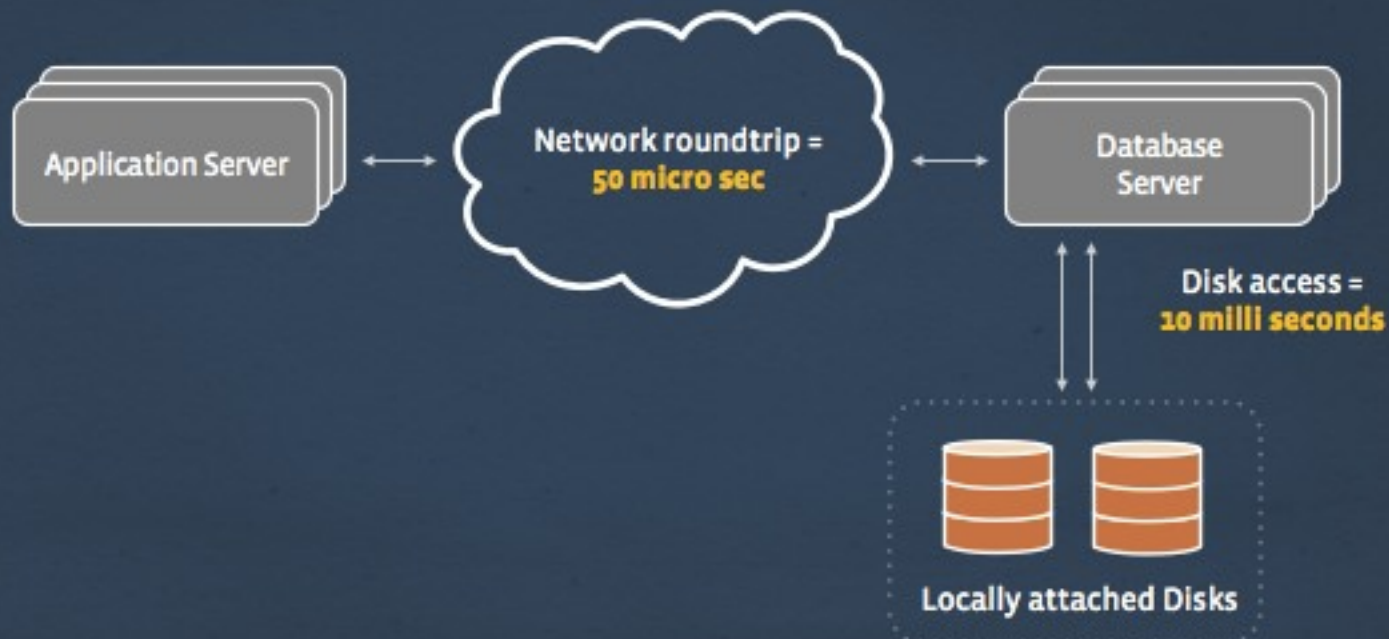 Application Server
Network roundtrip =
50 micro sec
Database
Server
Disk access =
10 milli seconds
Locally attached Disks